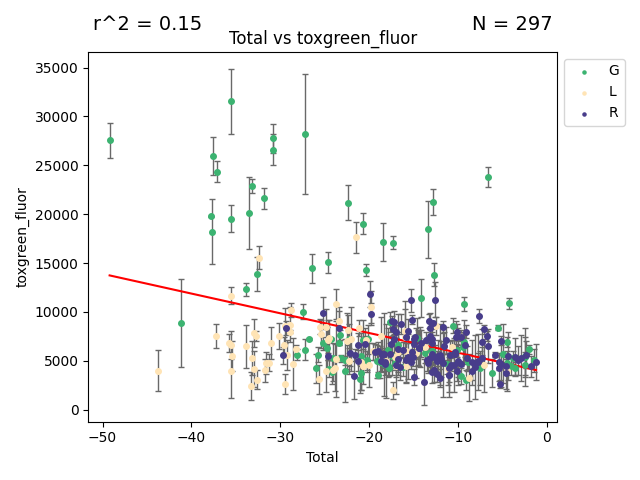 r^2 = 0.15
N = 297
Total vs toxgreen_fluor
35000
30000
25000
20000
15000
10000
5000
0
toxgreen_fluor
−50
−40
−30
−20
−10
0
Total
G
L
R